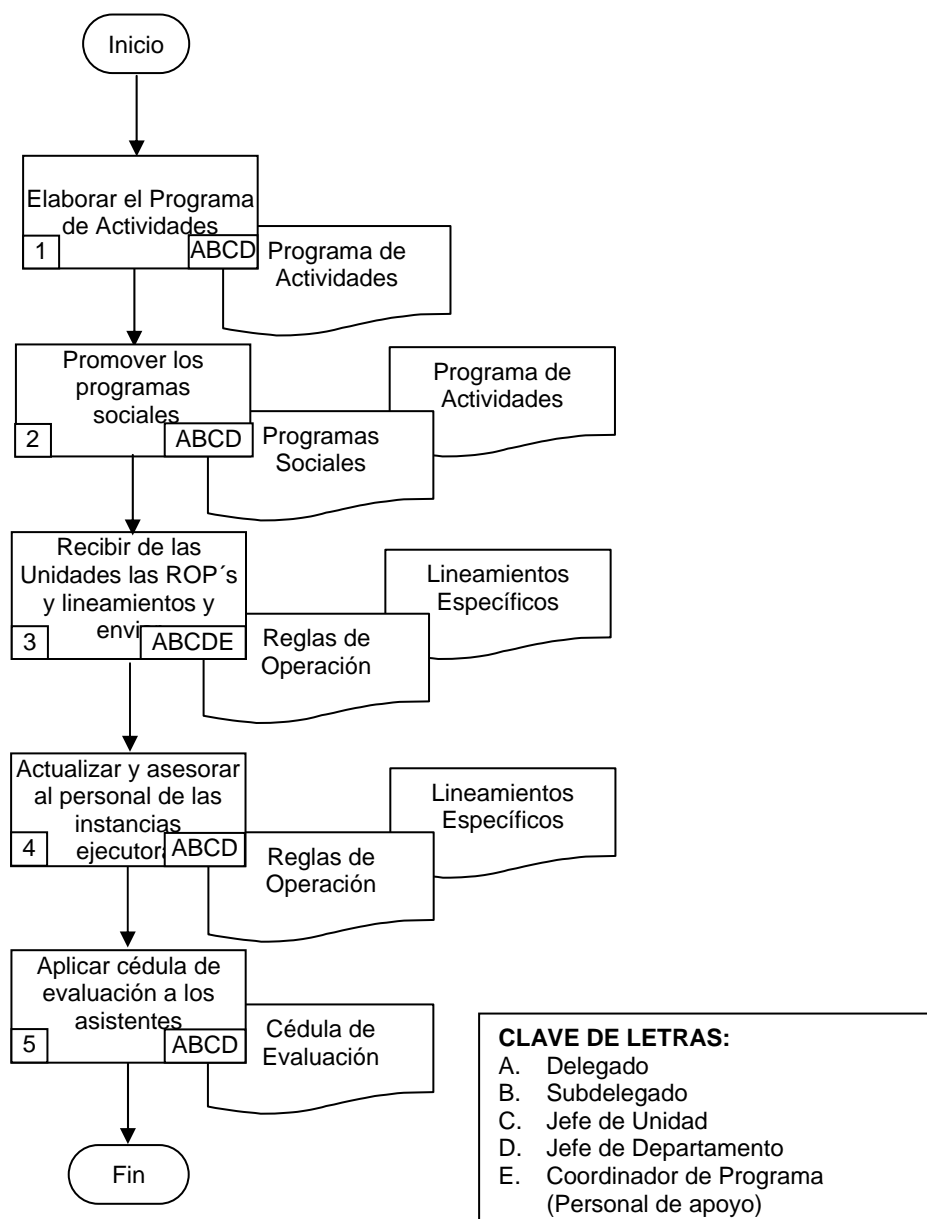 Inicio
Elaborar el Programa
de Actividades
1
ABCD
Programa de
Actividades
Promover los
programas
sociales
2
ABCD
Programas
Sociales
Programa de
Actividades
Recibir de las
Unidades las ROP´s
y lineamientos y
3
ABCDE
Reglas de
Operación
Lineamientos
Específicos
Actualizar y asesorar
al personal de las
instancias
4
ABCD
Reglas de
Operación
Lineamientos
Específicos
Aplicar cédula de
evaluación a los
asistentes
5
ABCD
Cédula de
Evaluación
Fin
CLAVE DE LETRAS:
A. Delegado
B. Subdelegado
C. Jefe de Unidad
D. Jefe de Departamento
E. Coordinador de Programa
(Personal de apoyo)